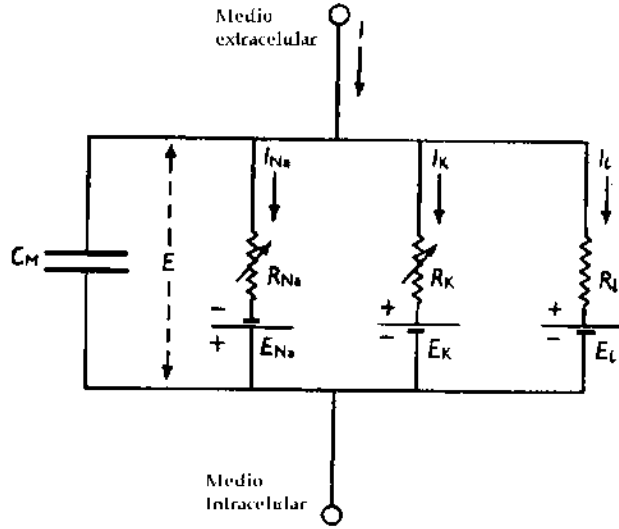 Medio
extracelular
I
I_Na
I_K
I_l
C_M
E
R_Na
R_K
R_l
-
+
+
-
+
-
E_Na
E_K
E_l
Medio
Intracelular